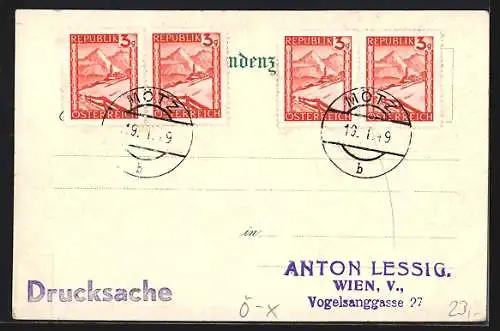 REPUBLIK 3g REPUBLIK 3g REPUBLIK 3g REPUBLIK 3g
ndenz
ÖSTERREICH ÖSTERREICH ÖSTERREICH ÖSTERREICH
MÖTZ MÖTZ
b b
in
ANTON LESSIG.
WIEN, V.,
Vogelsanggasse 27
Drucksache
Ö-X
23,-